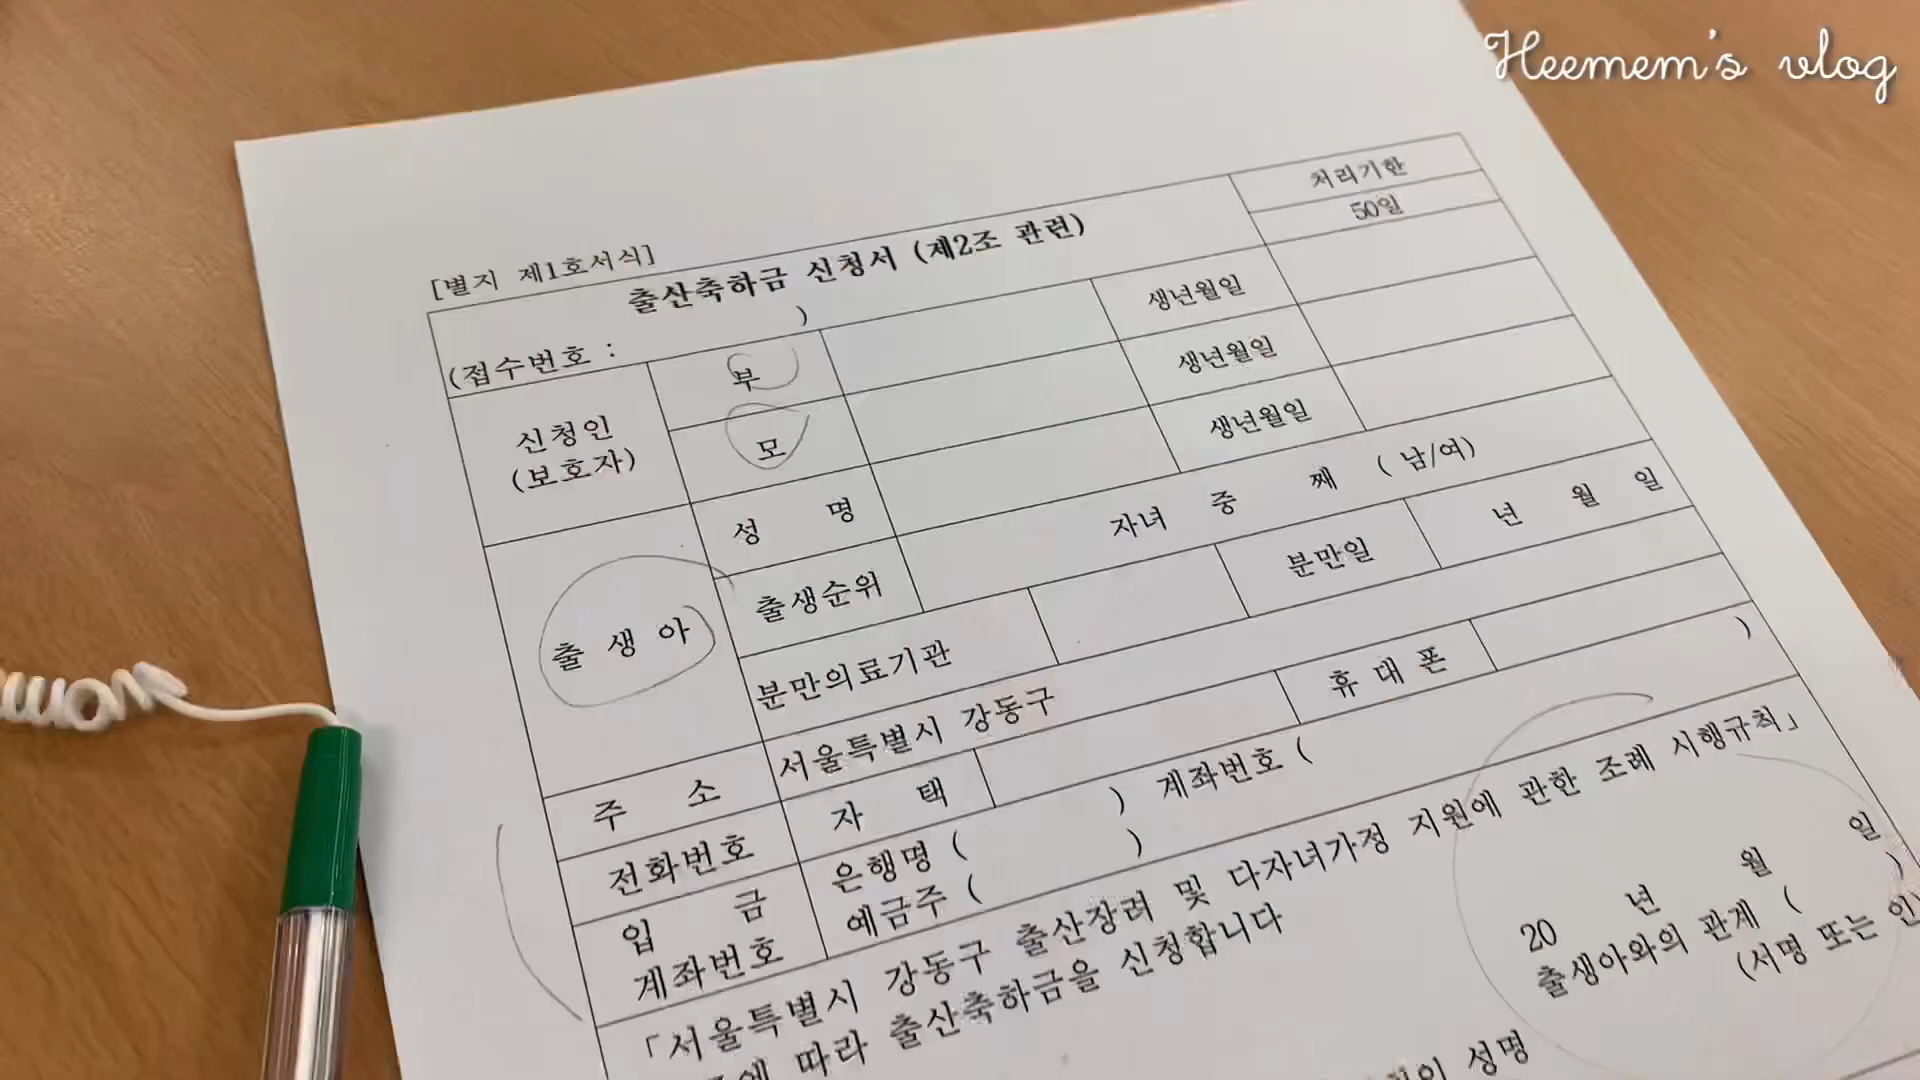 Heemem's vlog
[별지 제1호서식]
출산축하금 신청서 (제2조 관련)
처리기한
50일
(접수번호 : )
신청인
(보호자)
부
생년월일
모
생년월일
출 생 아
성 명
생년월일
출생순위
자녀 중 째 ( 남/여)
분만의료기관
분만일
년 월 일
주 소
서울특별시 강동구
)
전화번호
자 택
휴 대 폰
입 금
계좌번호
은행명 ( ) 계좌번호 (
예금주 ( )
「서울특별시 강동구 출산장려 및 다자녀가정 지원에 관한 조례 시행규칙」
에 따라 출산축하금을 신청합니다
20 년 월 일
출생아와의 관계 ( )
성명
(서명 또는 인